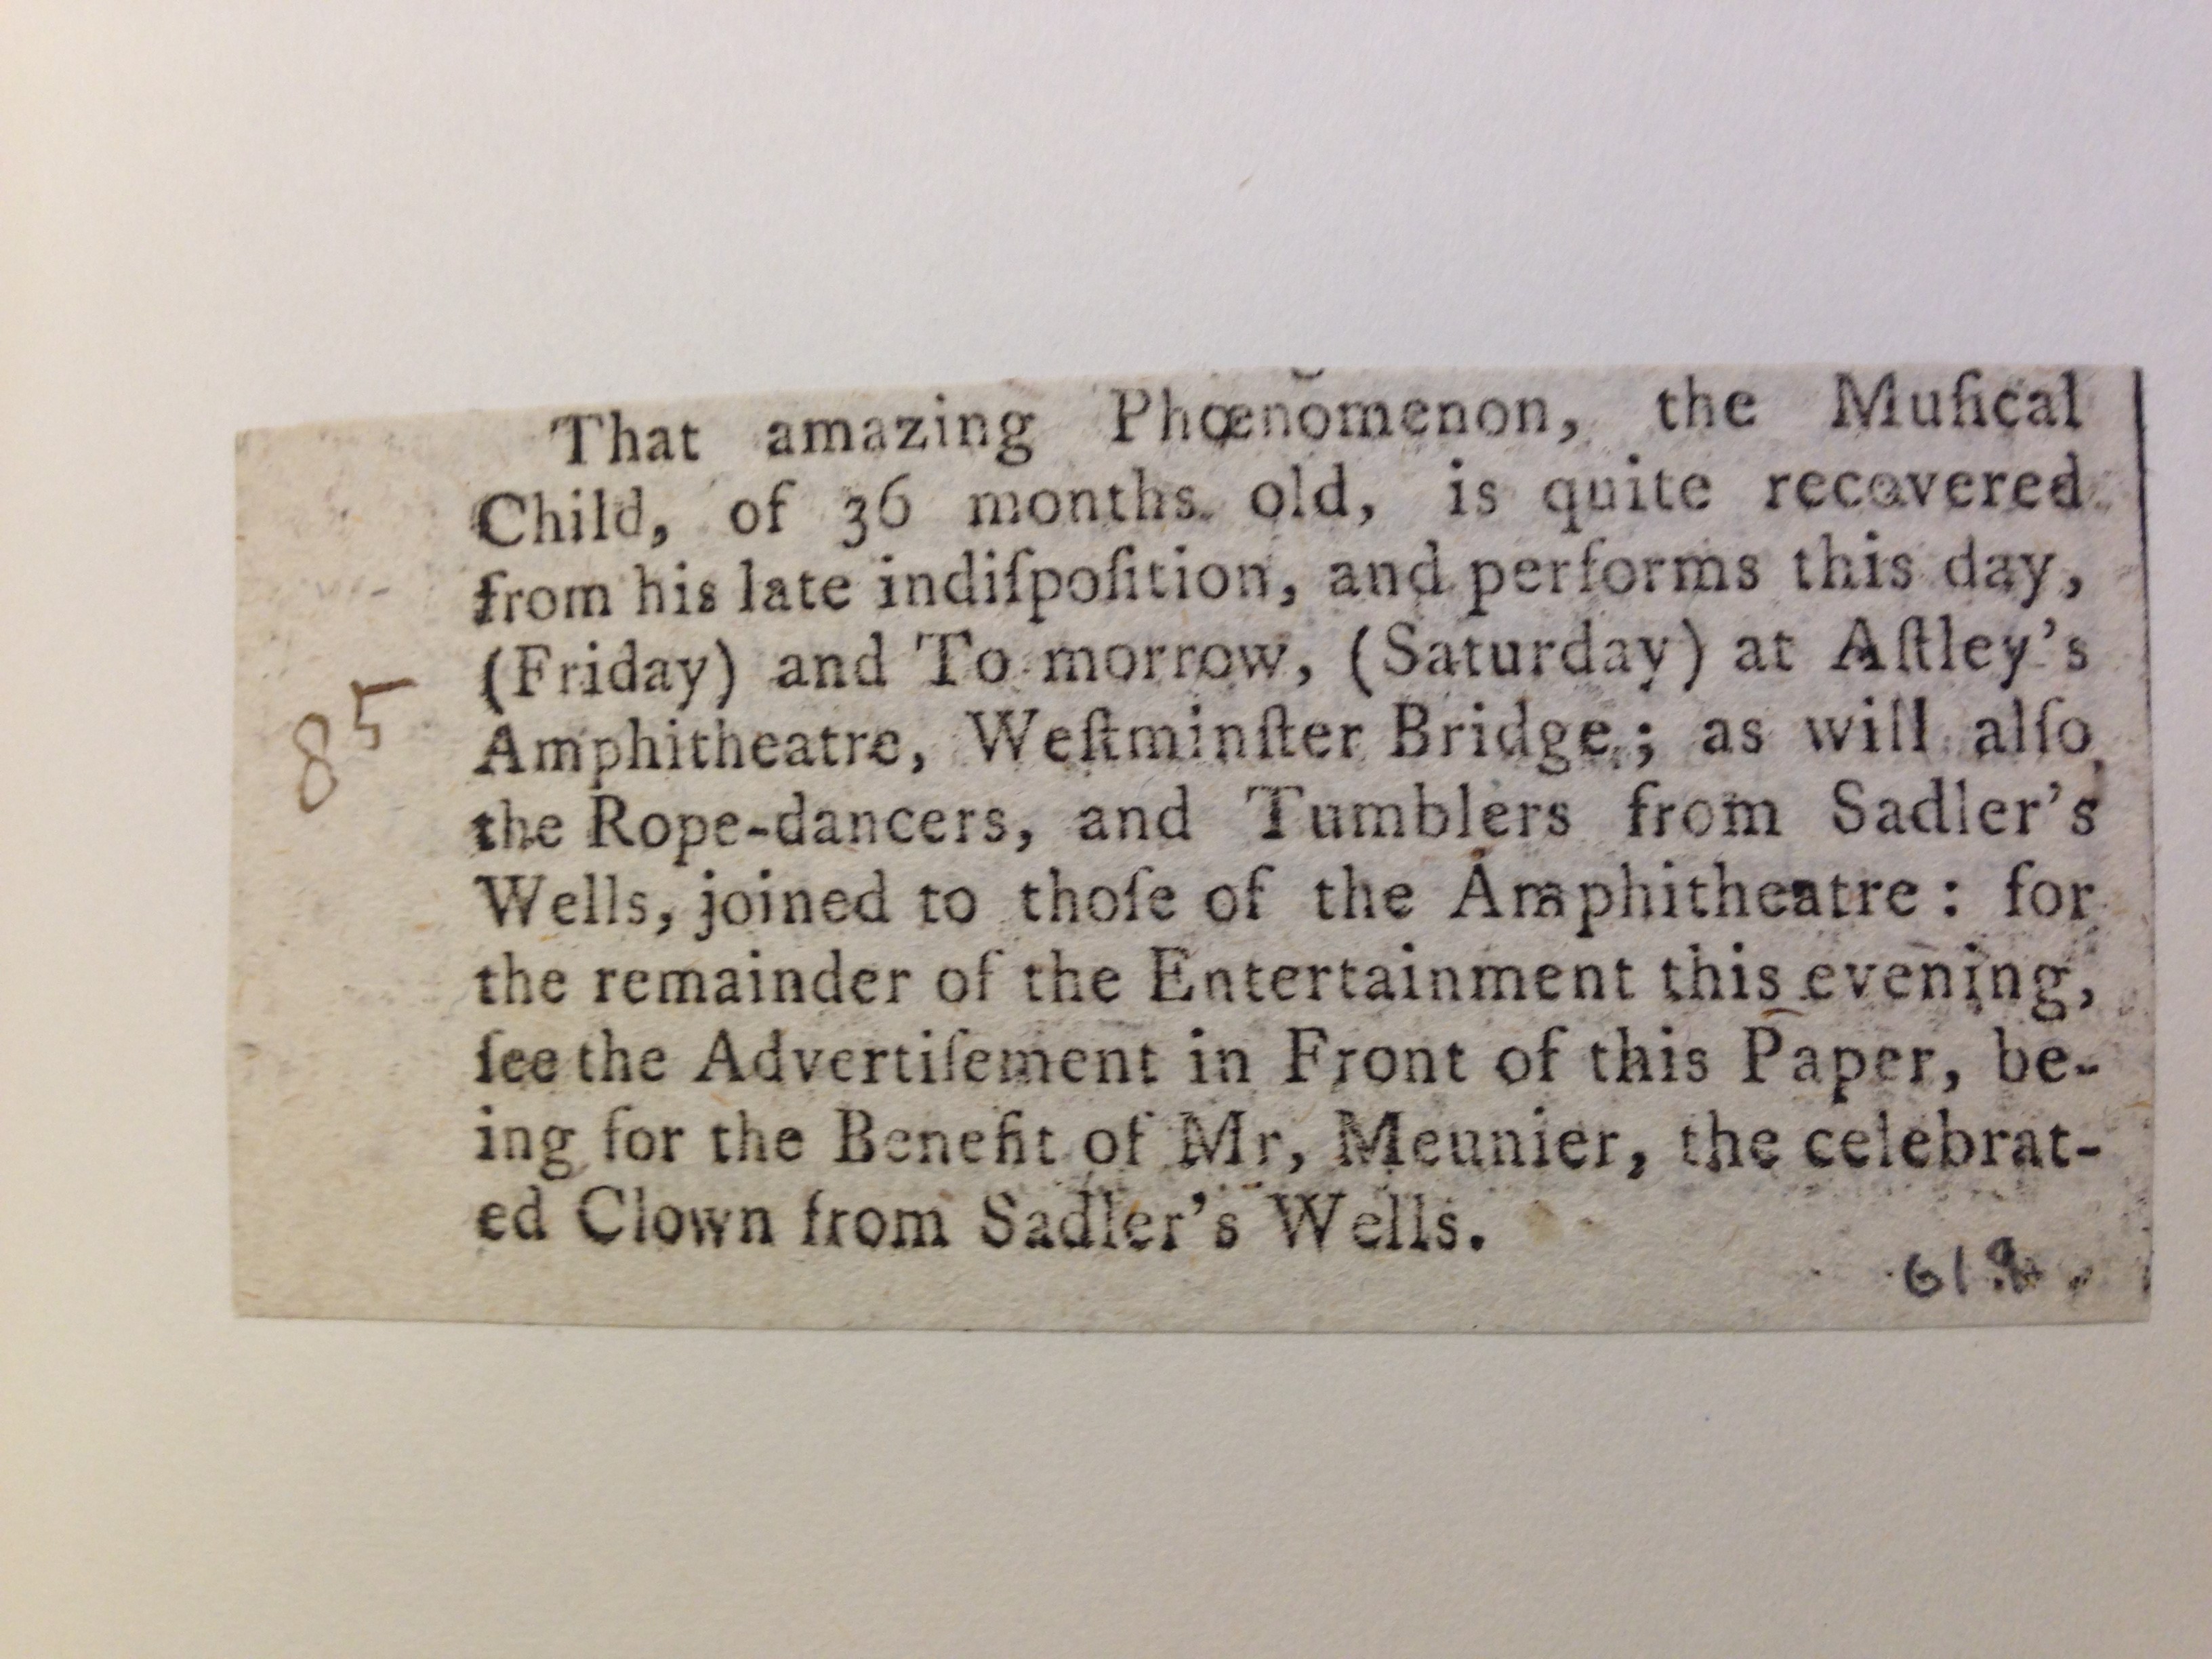 That amazing Phœnomenon, the Muſical
Child, of 36 months old, is quite recovered
from his late indiſpoſition, and performs this day,
(Friday) and To morrow, (Saturday) at Aſtley's
85
Amphitheatre, Weſtminſter Bridge; as will alſo
the Rope-dancers, and Tumblers from Sadler's
Wells, joined to thoſe of the Amphitheatre: for
the remainder of the Entertainment this evening,
ſee the Advertiſement in Front of this Paper, be-
ing for the Benefit of Mr, Meunier, the celebrat-
ed Clown from Sadler's Wells.